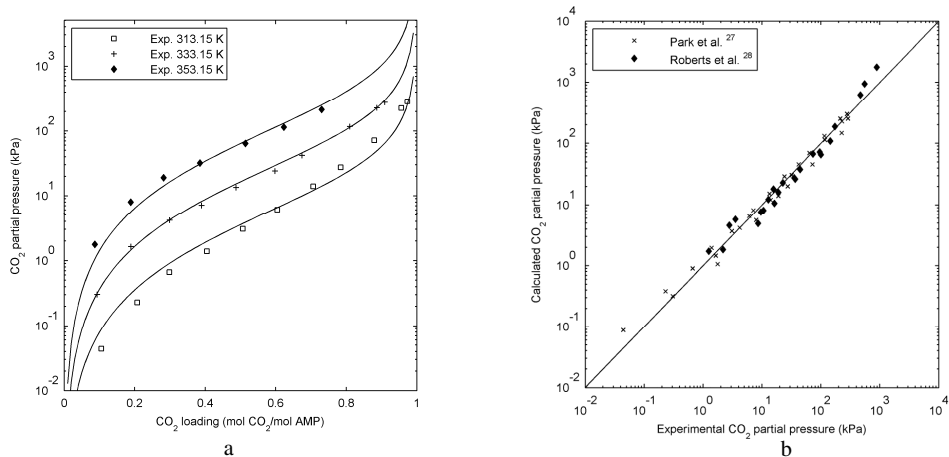 Exp. 313.15 K
Exp. 333.15 K
Exp. 353.15 K
10^3
10^2
10^1
10^0
10^-1
10^-2
CO2 partial pressure (kPa)
0 0.2 0.4 0.6 0.8 1
CO2 loading (mol CO2/mol AMP)
a
Park et al. 27
Roberts et al. 28
10^4
10^3
10^2
10^1
10^0
10^-1
10^-2
Calculated CO2 partial pressure (kPa)
10^-2 10^-1 10^0 10^1 10^2 10^3 10^4
Experimental CO2 partial pressure (kPa)
b